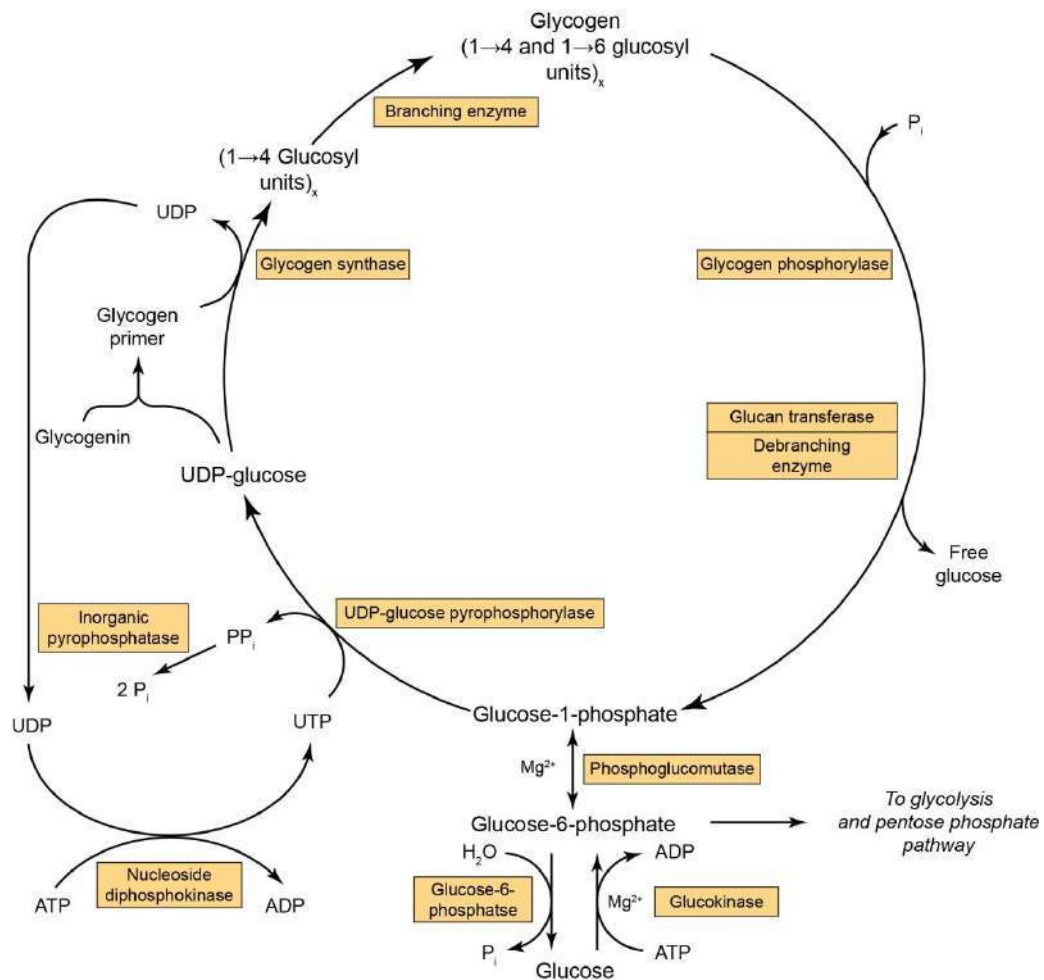 Glycogen
(1→4 and 1→6 glucosyl
units)ₓ
Branching enzyme
Pᵢ
(1→4 Glucosyl
units)ₓ
UDP
Glycogen synthase
Glycogen phosphorylase
Glycogen
primer
Glycogenin
Glucan transferase
Debranching
enzyme
UDP-glucose
Free
glucose
Inorganic
pyrophosphatase
UDP-glucose pyrophosphorylase
PPᵢ
2 Pᵢ
UDP
UTP
Glucose-1-phosphate
Mg²⁺
Phosphoglucomutase
Glucose-6-phosphate
To glycolysis
and pentose phosphate
pathway
H₂O
ADP
Nucleoside
diphosphokinase
ATP
ADP
Glucose-6-
phosphatse
Mg²⁺
Glucokinase
Pᵢ
ATP
Glucose